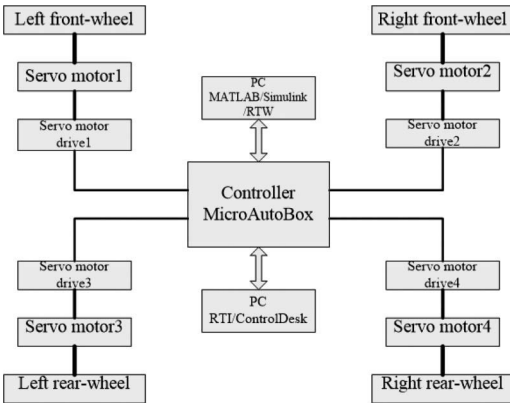 Left front-wheel
Right front-wheel
Servo motor1
Servo motor2
PC
MATLAB/Simulink
/RTW
Servo motor
drive1
Servo motor
drive2
Controller
MicroAutoBox
Servo motor
drive3
Servo motor
drive4
PC
RTI/ControlDesk
Servo motor3
Servo motor4
Left rear-wheel
Right rear-wheel